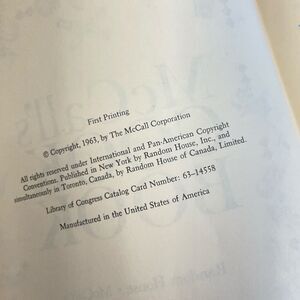 First Printing
© Copyright, 1963, by The McCall Corporation
All rights reserved under International and Pan-American Copyright
Conventions. Published in New York by Random House, Inc., and
simultaneously in Toronto, Canada, by Random House of Canada, Limited.
Library of Congress Catalog Card Number: 63-14558
Manufactured in the United States of America